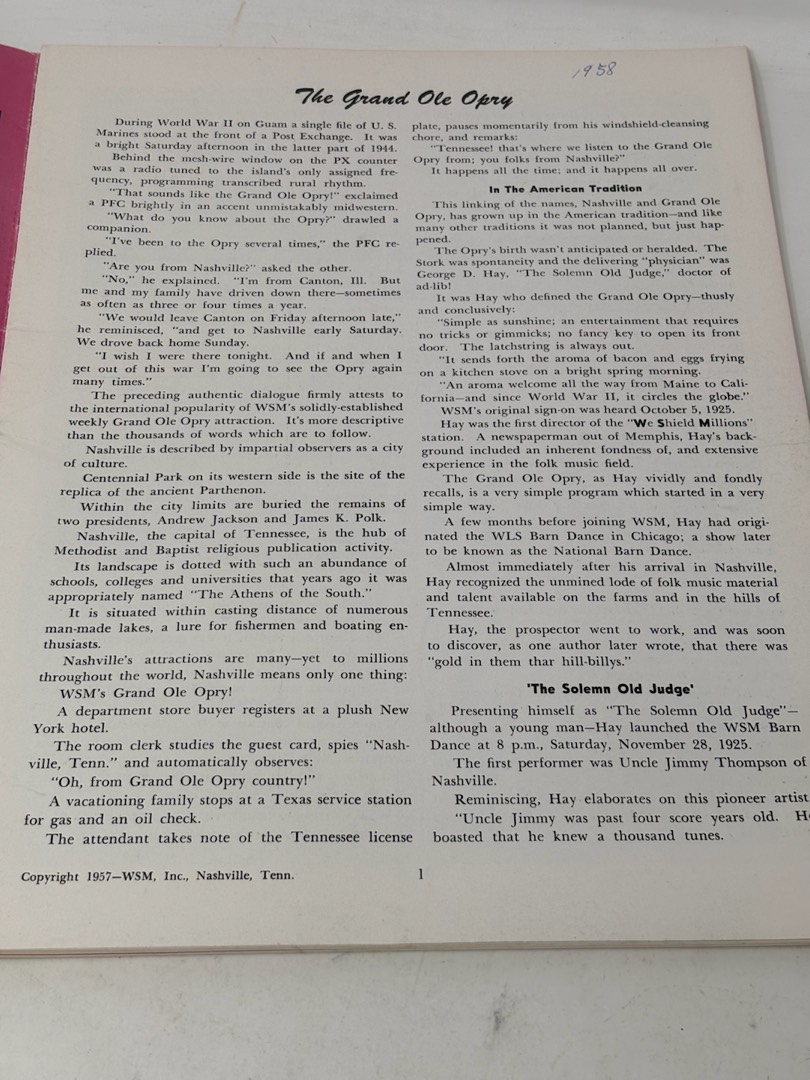 1958
The Grand Ole Opry
During World War II on Guam a single file of U. S.
Marines stood at the front of a Post Exchange. It was
a bright Saturday afternoon in the latter part of 1944.
Behind the mesh-wire window on the PX counter
was a radio tuned to the island's only assigned fre-
quency, programming transcribed rural rhythm.
"That sounds like the Grand Ole Opry!" exclaimed
a PFC brightly in an accent unmistakably midwestern.
"What do you know about the Opry?" drawled a
companion.
"I've been to the Opry several times," the PFC re-
plied.
"Are you from Nashville?" asked the other.
"No," he explained. "I'm from Canton, Ill. But
me and my family have driven down there—sometimes
as often as three or four times a year.
"We would leave Canton on Friday afternoon late,"
he reminisced, "and get to Nashville early Saturday.
We drove back home Sunday.
"I wish I were there tonight. And if and when I
get out of this war I'm going to see the Opry again
many times."
The preceding authentic dialogue firmly attests to
the international popularity of WSM's solidly-established
weekly Grand Ole Opry attraction. It's more descriptive
than the thousands of words which are to follow.
Nashville is described by impartial observers as a city
of culture.
Centennial Park on its western side is the site of the
replica of the ancient Parthenon.
Within the city limits are buried the remains of
two presidents, Andrew Jackson and James K. Polk.
Nashville, the capital of Tennessee, is the hub of
Methodist and Baptist religious publication activity.
Its landscape is dotted with such an abundance of
schools, colleges and universities that years ago it was
appropriately named "The Athens of the South."
It is situated within casting distance of numerous
man-made lakes, a lure for fishermen and boating en-
thusiasts.
Nashville's attractions are many—yet to millions
throughout the world, Nashville means only one thing:
WSM's Grand Ole Opry!
A department store buyer registers at a plush New
York hotel.
The room clerk studies the guest card, spies "Nash-
ville, Tenn." and automatically observes:
"Oh, from Grand Ole Opry country!"
A vacationing family stops at a Texas service station
for gas and an oil check.
The attendant takes note of the Tennessee license
plate, pauses momentarily from his windshield-cleansing
chore, and remarks:
"Tennessee! that's where we listen to the Grand Ole
Opry from; you folks from Nashville?"
It happens all the time; and it happens all over.
In The American Tradition
This linking of the names, Nashville and Grand Ole
Opry, has grown up in the American tradition—and like
many other traditions it was not planned, but just hap-
pened.
The Opry's birth wasn't anticipated or heralded. The
Stork was spontaneity and the delivering "physician" was
George D. Hay, "The Solemn Old Judge," doctor of
ad-lib!
It was Hay who defined the Grand Ole Opry—thusly
and conclusively:
"Simple as sunshine; an entertainment that requires
no tricks or gimmicks; no fancy key to open its front
door. The latchstring is always out.
"It sends forth the aroma of bacon and eggs frying
on a kitchen stove on a bright spring morning.
"An aroma welcome all the way from Maine to Cali-
fornia—and since World War II, it circles the globe."
WSM's original sign-on was heard October 5, 1925.
Hay was the first director of the "We Shield Millions"
station. A newspaperman out of Memphis, Hay's back-
ground included an inherent fondness of, and extensive
experience in the folk music field.
The Grand Ole Opry, as Hay vividly and fondly
recalls, is a very simple program which started in a very
simple way.
A few months before joining WSM, Hay had origi-
nated the WLS Barn Dance in Chicago; a show later
to be known as the National Barn Dance.
Almost immediately after his arrival in Nashville,
Hay recognized the unmined lode of folk music material
and talent available on the farms and in the hills of
Tennessee.
Hay, the prospector went to work, and was soon
to discover, as one author later wrote, that there was
"gold in them thar hill-billys."
'The Solemn Old Judge'
Presenting himself as "The Solemn Old Judge"—
although a young man—Hay launched the WSM Barn
Dance at 8 p.m., Saturday, November 28, 1925.
The first performer was Uncle Jimmy Thompson of
Nashville.
Reminiscing, Hay elaborates on this pioneer artist
"Uncle Jimmy was past four score years old. He
boasted that he knew a thousand tunes.
Copyright 1957—WSM, Inc., Nashville, Tenn.
1